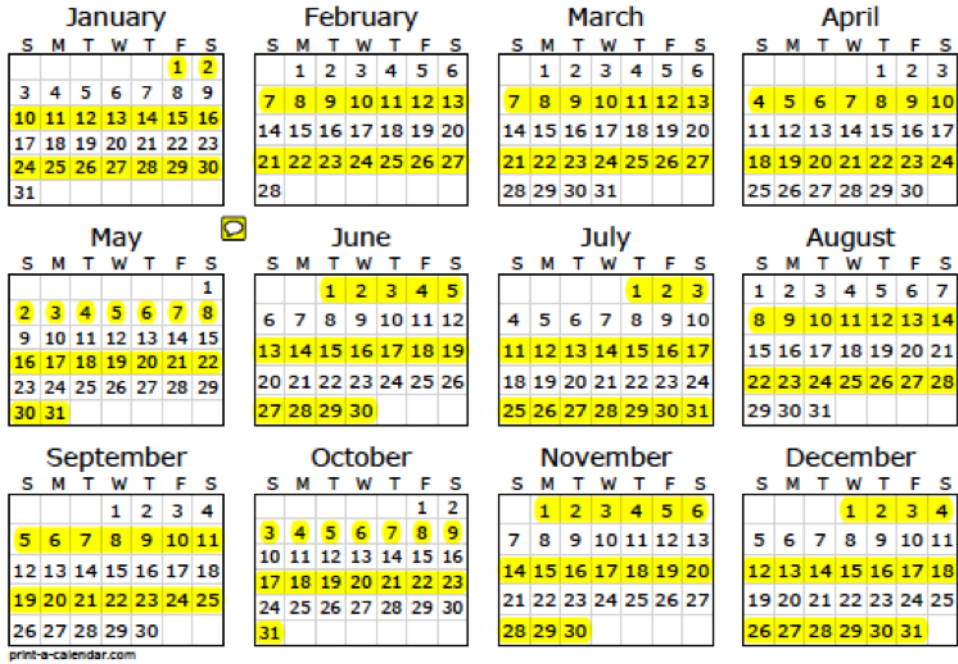 January February March April
S M T W T F S S M T W T F S S M T W T F S S M T W T F S
1 2 1 2 3 4 5 6 1 2 3 4 5 6 1 2 3
3 4 5 6 7 8 9 7 8 9 10 11 12 13 7 8 9 10 11 12 13 4 5 6 7 8 9 10
10 11 12 13 14 15 16 14 15 16 17 18 19 20 14 15 16 17 18 19 20 11 12 13 14 15 16 17
17 18 19 20 21 22 23 21 22 23 24 25 26 27 21 22 23 24 25 26 27 18 19 20 21 22 23 24
24 25 26 27 28 29 30 28 28 29 30 31 25 26 27 28 29 30
31
May June July August
S M T W T F S S M T W T F S S M T W T F S S M T W T F S
1 1 2 3 4 5 1 2 3 1 2 3 4 5 6 7
2 3 4 5 6 7 8 6 7 8 9 10 11 12 4 5 6 7 8 9 10 8 9 10 11 12 13 14
9 10 11 12 13 14 15 13 14 15 16 17 18 19 11 12 13 14 15 16 17 15 16 17 18 19 20 21
16 17 18 19 20 21 22 20 21 22 23 24 25 26 18 19 20 21 22 23 24 22 23 24 25 26 27 28
23 24 25 26 27 28 29 27 28 29 30 25 26 27 28 29 30 31 29 30 31
30 31
September October November December
S M T W T F S S M T W T F S S M T W T F S S M T W T F S
1 2 3 4 1 2 1 2 3 4 5 6 1 2 3 4
5 6 7 8 9 10 11 3 4 5 6 7 8 9 7 8 9 10 11 12 13 5 6 7 8 9 10 11
12 13 14 15 16 17 18 10 11 12 13 14 15 16 14 15 16 17 18 19 20 12 13 14 15 16 17 18
19 20 21 22 23 24 25 17 18 19 20 21 22 23 21 22 23 24 25 26 27 19 20 21 22 23 24 25
26 27 28 29 30 24 25 26 27 28 29 30 28 29 30 26 27 28 29 30 31
31
print-a-calendar.com